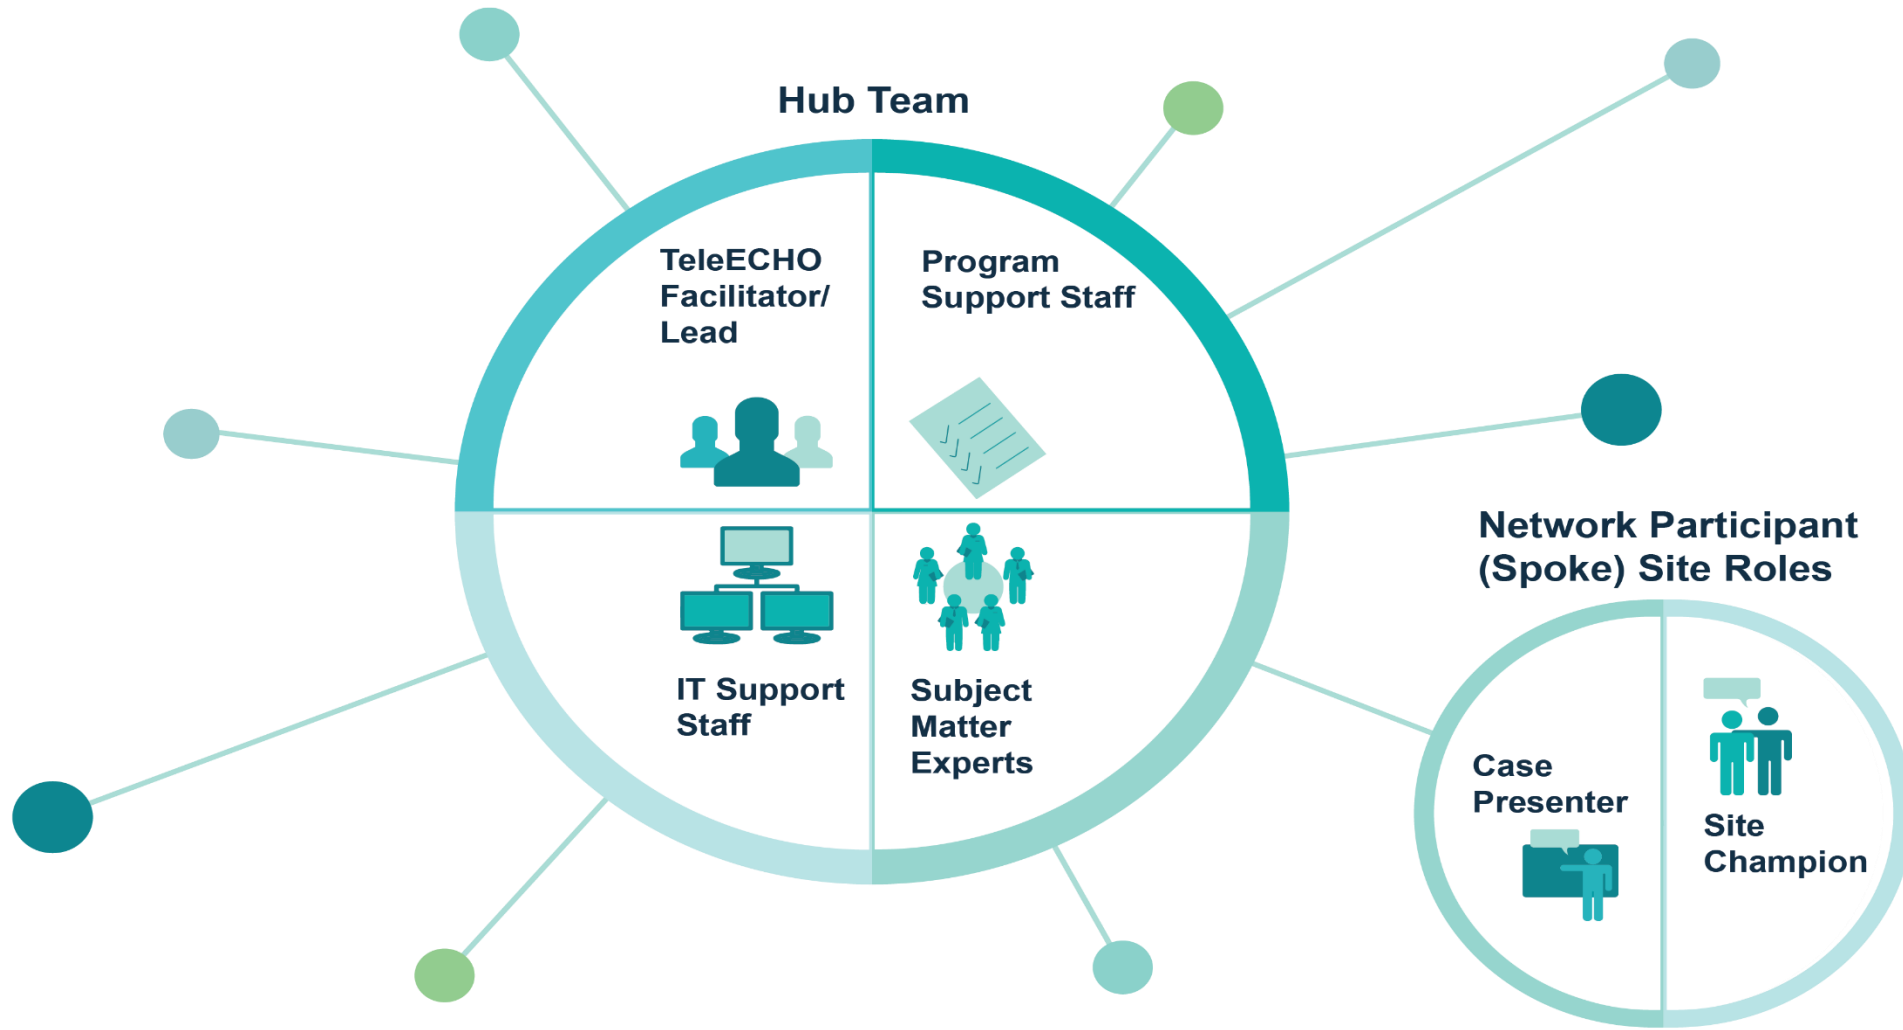 Hub Team
TeleECHO
Facilitator/
Lead
Program
Support Staff
IT Support
Staff
Subject
Matter
Experts
Network Participant
(Spoke) Site Roles
Case
Presenter
Site
Champion